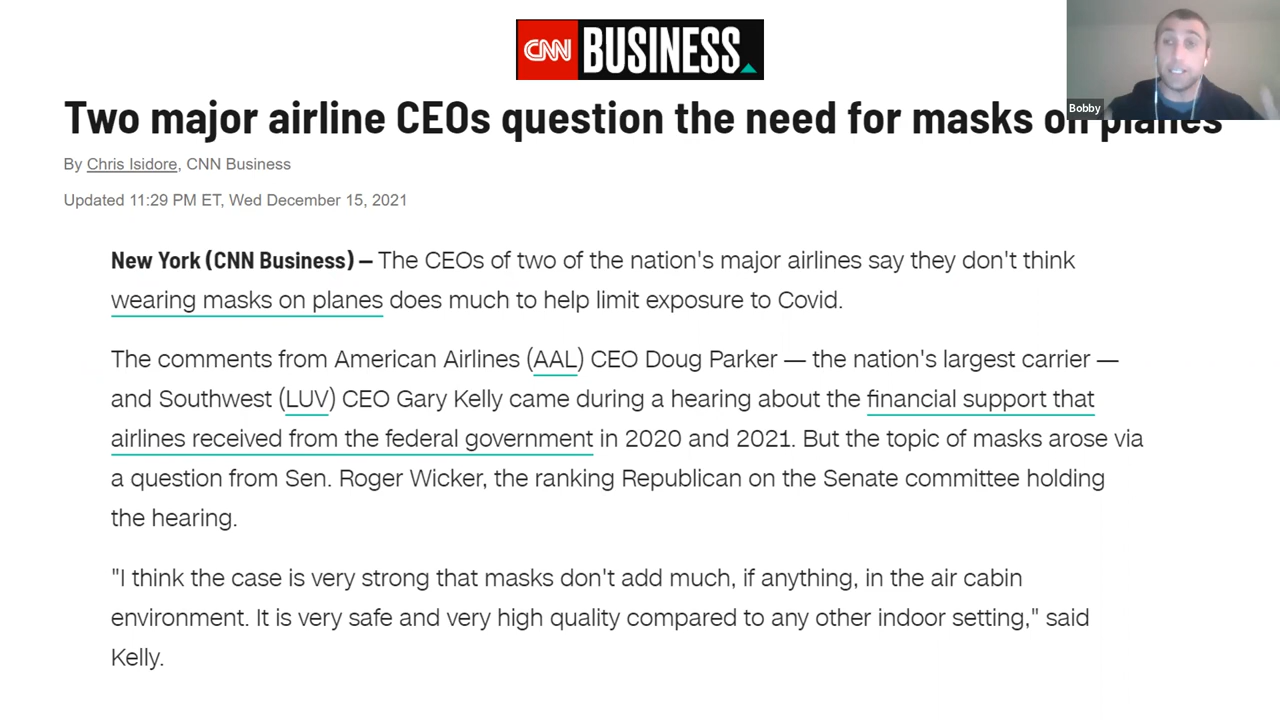 CNN BUSINESS
Two major airline CEOs question the need for masks on planes
Bobby
By Chris Isidore, CNN Business
Updated 11:29 PM ET, Wed December 15, 2021
New York (CNN Business) — The CEOs of two of the nation's major airlines say they don't think
wearing masks on planes does much to help limit exposure to Covid.
The comments from American Airlines (AAL) CEO Doug Parker — the nation's largest carrier —
and Southwest (LUV) CEO Gary Kelly came during a hearing about the financial support that
airlines received from the federal government in 2020 and 2021. But the topic of masks arose via
a question from Sen. Roger Wicker, the ranking Republican on the Senate committee holding
the hearing.
"I think the case is very strong that masks don't add much, if anything, in the air cabin
environment. It is very safe and very high quality compared to any other indoor setting," said
Kelly.